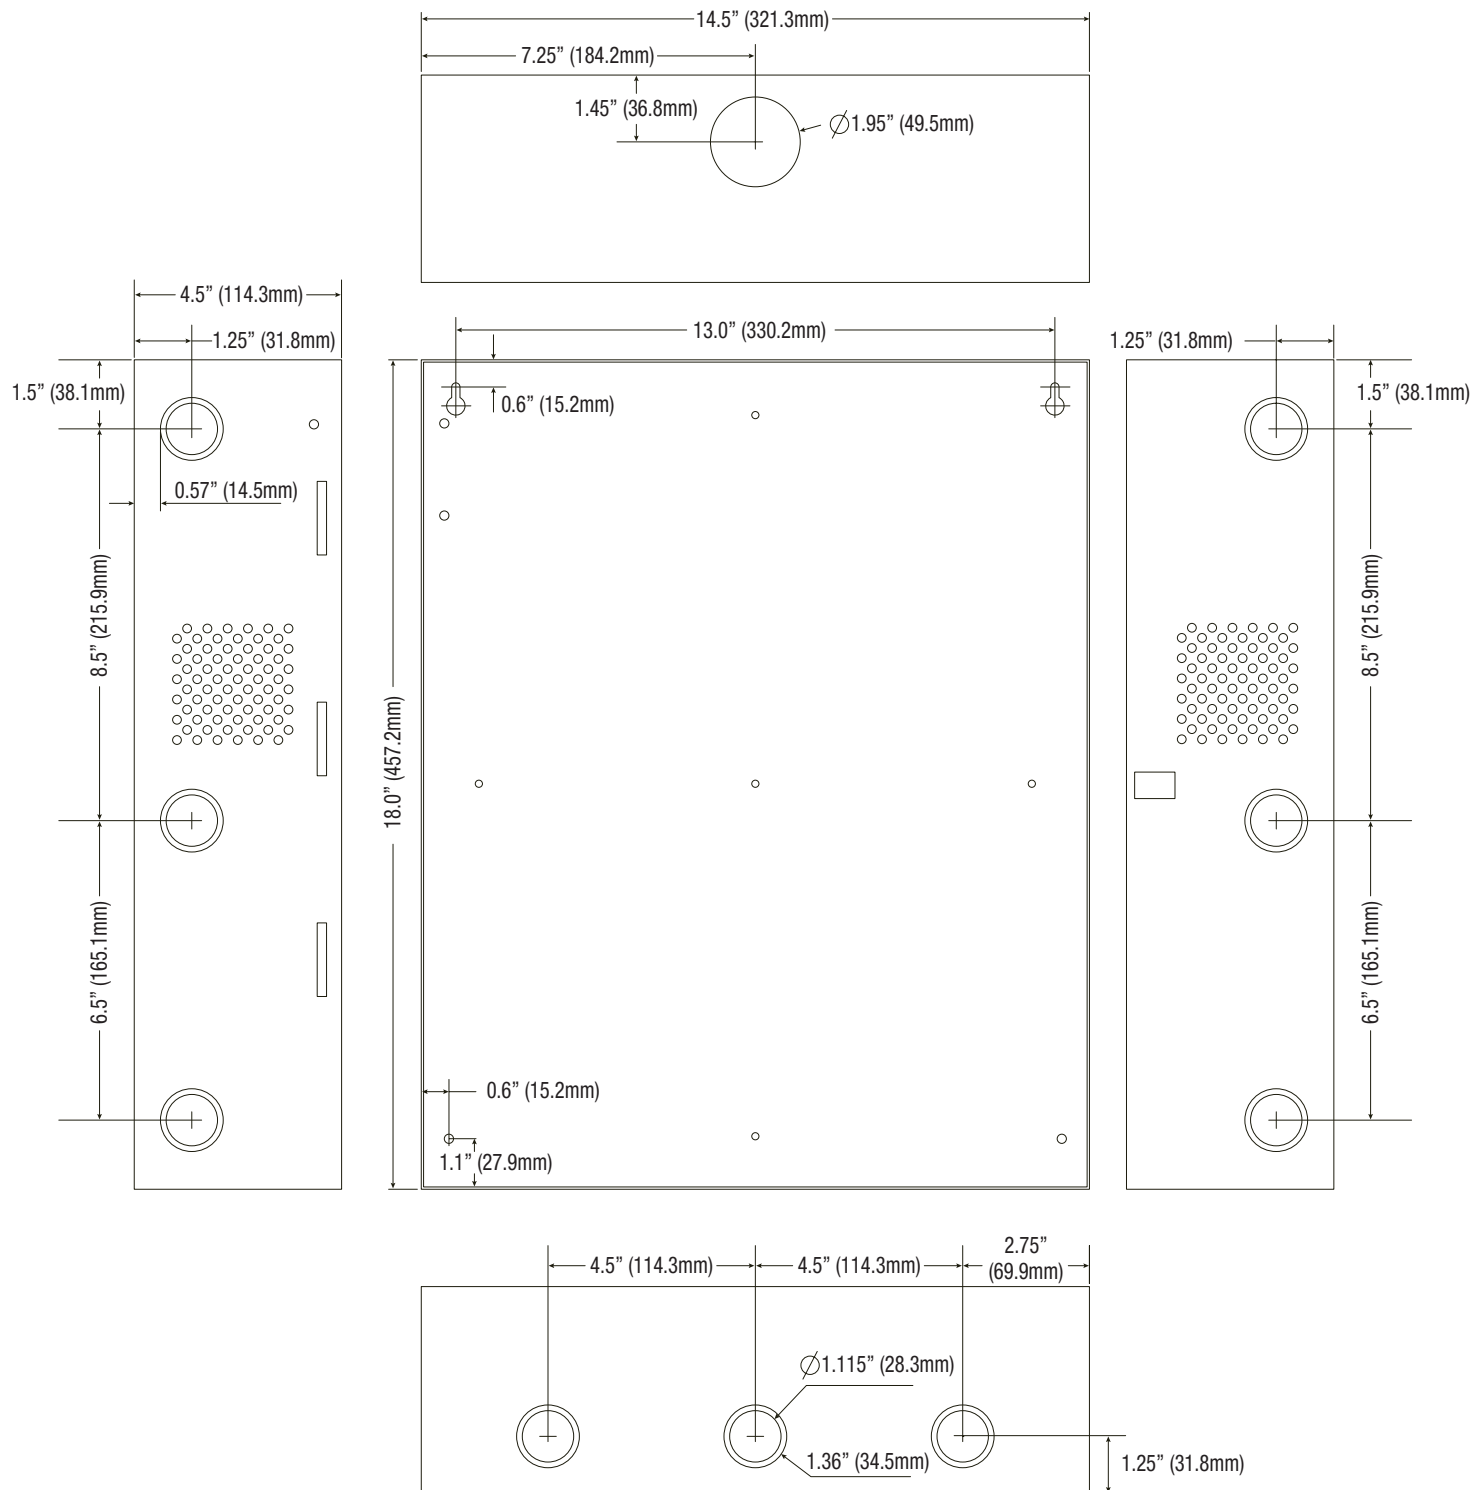 14.5” (321.3mm)
7.25” (184.2mm)
1.45” (36.8mm)
∅1.95” (49.5mm)
4.5” (114.3mm)
1.25” (31.8mm)
13.0” (330.2mm)
1.25” (31.8mm)
1.5” (38.1mm)
0.6” (15.2mm)
1.5” (38.1mm)
0.57” (14.5mm)
8.5” (215.9mm)
18.0” (457.2mm)
8.5” (215.9mm)
6.5” (165.1mm)
6.5” (165.1mm)
0.6” (15.2mm)
1.1” (27.9mm)
4.5” (114.3mm)
4.5” (114.3mm)
2.75”
(69.9mm)
∅1.115” (28.3mm)
1.36” (34.5mm)
1.25” (31.8mm)